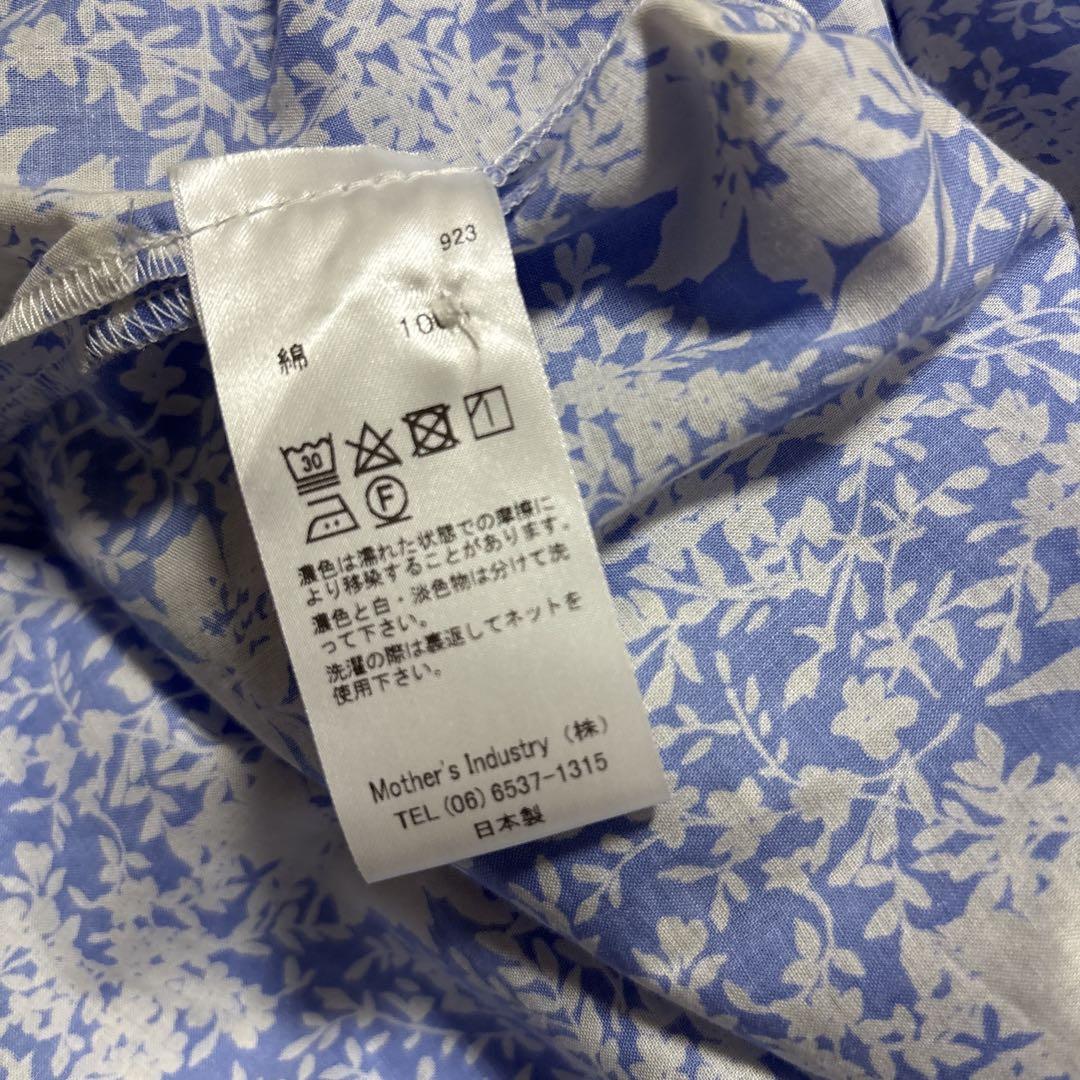 923
綿
30
F
濃色は濡れた状態での摩擦に
より移染することがあります。
濃色と白・淡色物は分けて洗
って下さい。
洗濯の際は裏返してネットを
使用下さい。
Mother's Industry (株)
TEL(06)6537-1315
日本製